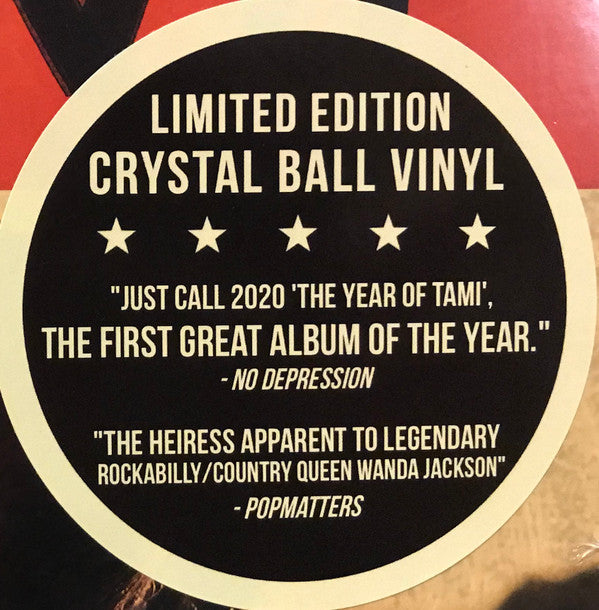 LIMITED EDITION
CRYSTAL BALL VINYL
"JUST CALL 2020 'THE YEAR OF TAMI',
THE FIRST GREAT ALBUM OF THE YEAR."
- NO DEPRESSION
"THE HEIRESS APPARENT TO LEGENDARY
ROCKABILLY/COUNTRY QUEEN WANDA JACKSON"
- POPMATTERS